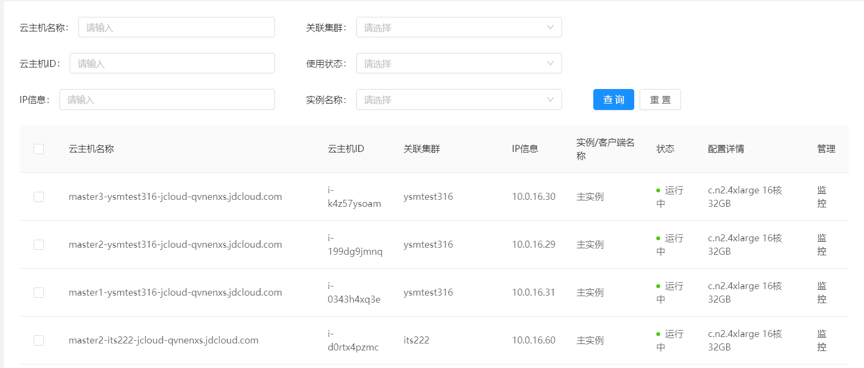 云主机名称： 请输入 关联集群： 请选择
云主机ID： 请输入 使用状态： 请选择
IP信息： 请输入 实例名称： 请选择 查 询 重 置
云主机名称 云主机ID 关联集群 IP信息 实例/客户端名称 状态 配置详情 管理
master3-ysmtest316-jcloud-qvnenxs.jdcloud.com i-k4z57ysoam ysmtest316 10.0.16.30 主实例 运行中 c.n2.4xlarge 16核 32GB 监控
master2-ysmtest316-jcloud-qvnenxs.jdcloud.com i-199dg9jmnq ysmtest316 10.0.16.29 主实例 运行中 c.n2.4xlarge 16核 32GB 监控
master1-ysmtest316-jcloud-qvnenxs.jdcloud.com i-0343h4xq3e ysmtest316 10.0.16.31 主实例 运行中 c.n2.4xlarge 16核 32GB 监控
master2-its222-jcloud-qvnenxs.jdcloud.com i-d0rtx4pzmc its222 10.0.16.60 主实例 运行中 c.n2.4xlarge 16核 32GB 监控